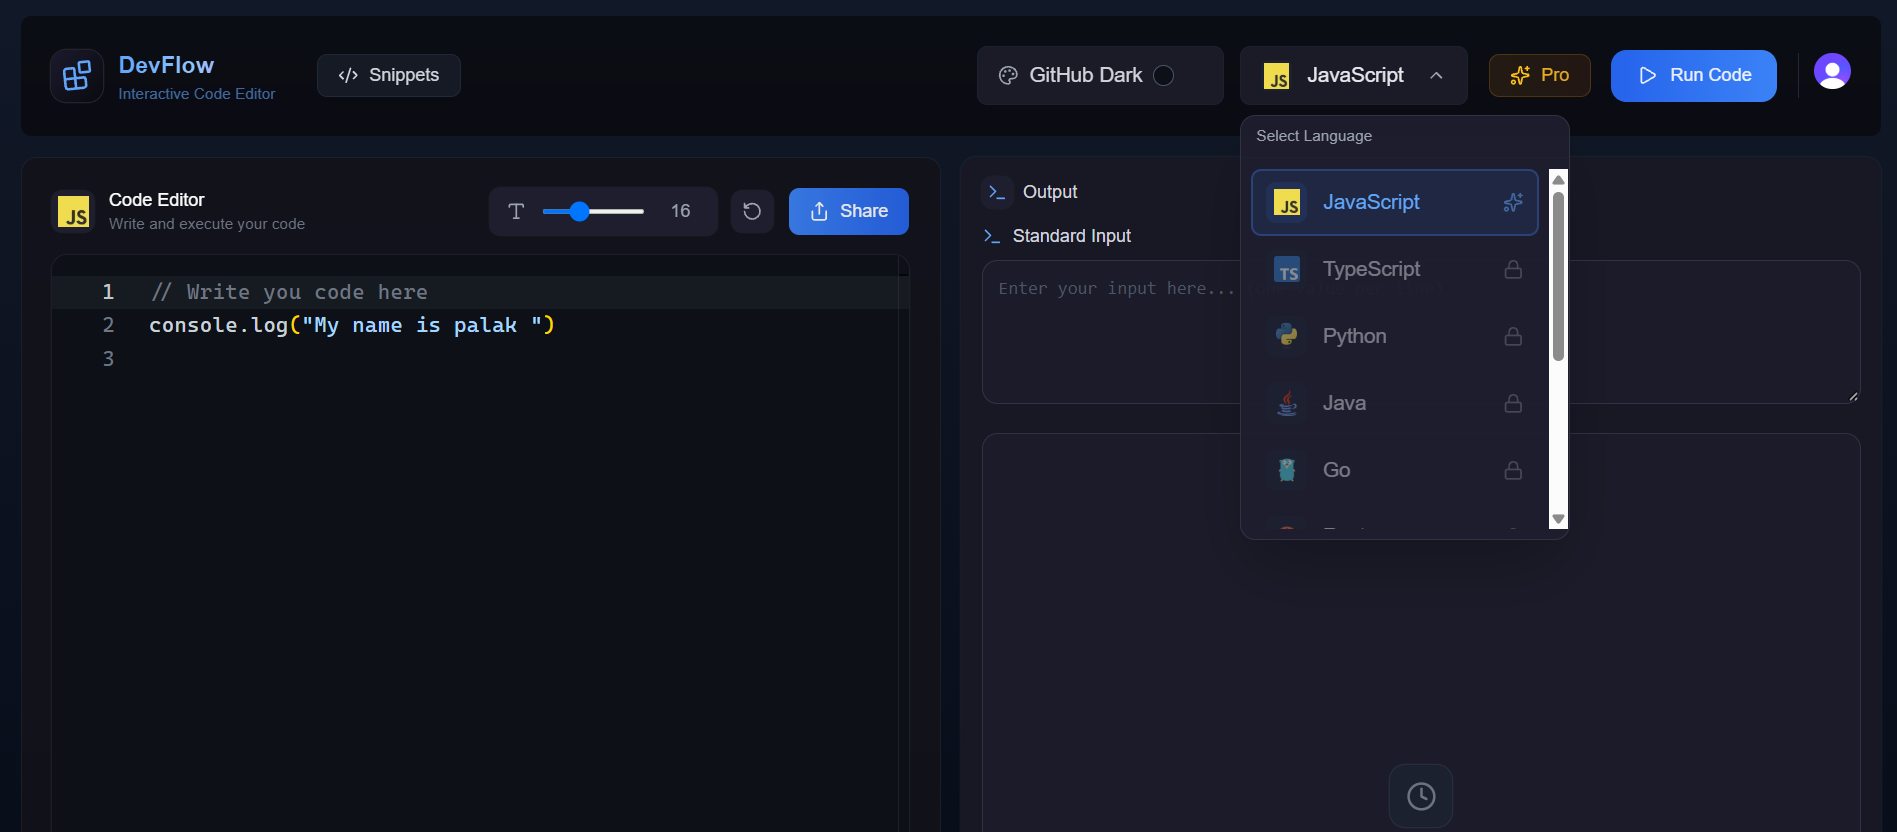 DevFlow
Interactive Code Editor
</> Snippets
GitHub Dark
JS JavaScript
Pro
Run Code
Select Language
JS
Code Editor
Write and execute your code
16
Share
Output
Standard Input
Enter your input here...
JS JavaScript
TS TypeScript
Python
Java
Go
1 // Write you code here
2 console.log("My name is palak ")
3